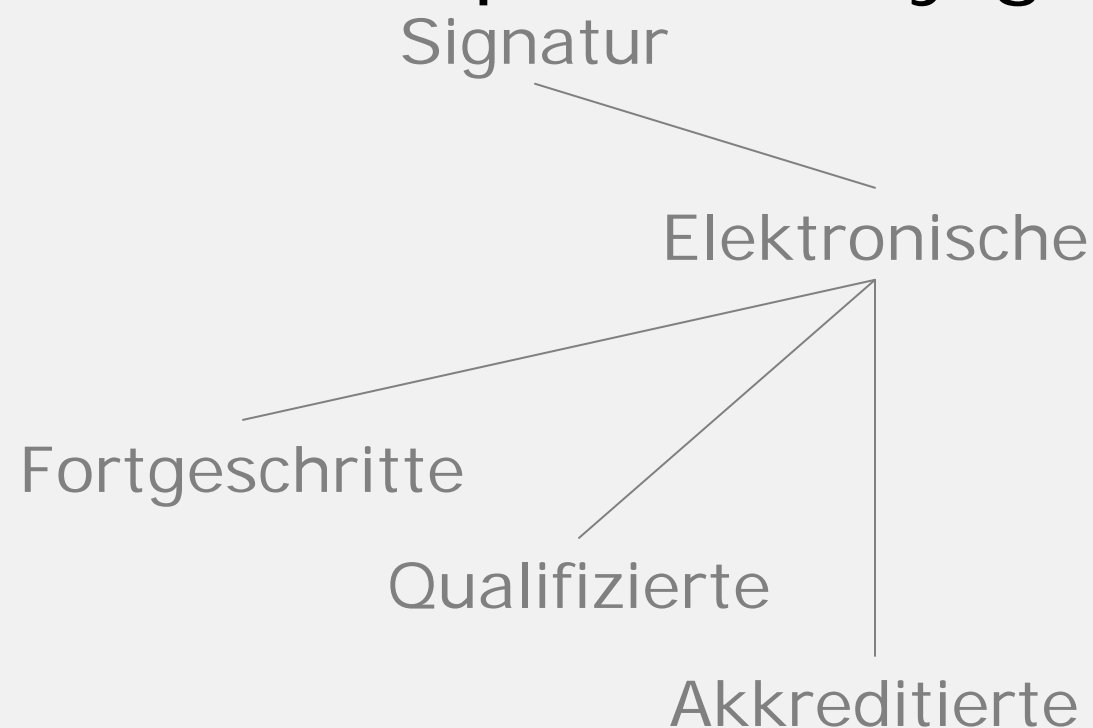 Signatur
Elektronische
Fortgeschritte
Qualifizierte
Akkreditierte